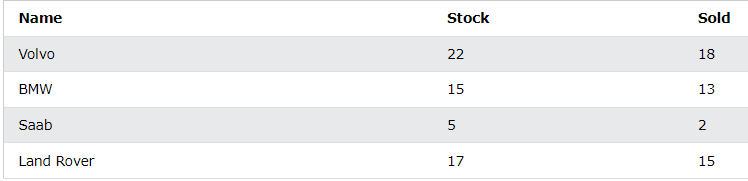 Name Stock Sold
Volvo 22 18
BMW 15 13
Saab 5 2
Land Rover 17 15